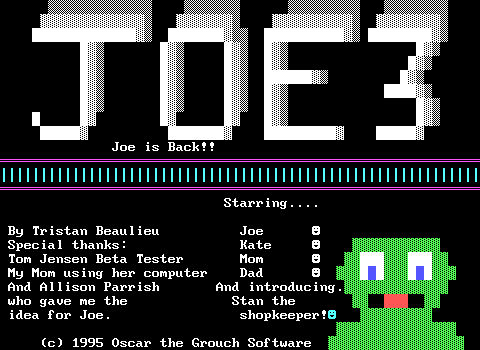 JOE3
Joe is Back!!
Starring....
By Tristan Beaulieu Joe
Special thanks: Kate
Tom Jensen Beta Tester Mom
My Mom using her computer Dad
And Allison Parrish And introducing.
who gave me the Stan the
idea for Joe. shopkeeper!
(c) 1995 Oscar the Grouch Software